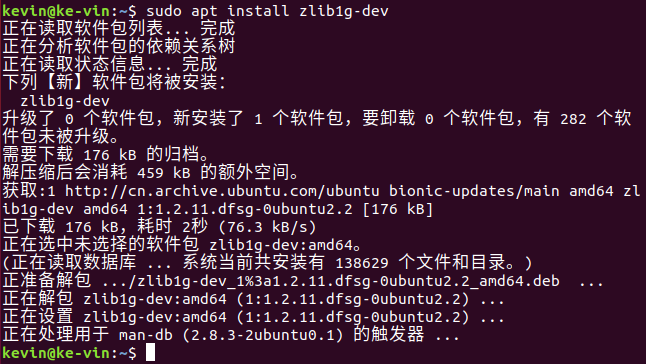 kevin@ke-vin:~$ sudo apt install zlib1g-dev
正在读取软件包列表... 完成
正在分析软件包的依赖关系树
正在读取状态信息... 完成
下列【新】软件包将被安装：
  zlib1g-dev
升级了 0 个软件包，新安装了 1 个软件包，要卸载 0 个软件包，有 282 个软
件包未被升级。
需要下载 176 kB 的归档。
解压缩后会消耗 459 kB 的额外空间。
获取:1 http://cn.archive.ubuntu.com/ubuntu bionic-updates/main amd64 zl
ib1g-dev amd64 1:1.2.11.dfsg-0ubuntu2.2 [176 kB]
已下载 176 kB，耗时 2秒 (76.3 kB/s)
正在选中未选择的软件包 zlib1g-dev:amd64。
(正在读取数据库 ... 系统当前共安装有 138629 个文件和目录。)
正准备解包 .../zlib1g-dev_1%3a1.2.11.dfsg-0ubuntu2.2_amd64.deb  ...
正在解包 zlib1g-dev:amd64 (1:1.2.11.dfsg-0ubuntu2.2) ...
正在设置 zlib1g-dev:amd64 (1:1.2.11.dfsg-0ubuntu2.2) ...
正在处理用于 man-db (2.8.3-2ubuntu0.1) 的触发器 ...
kevin@ke-vin:~$